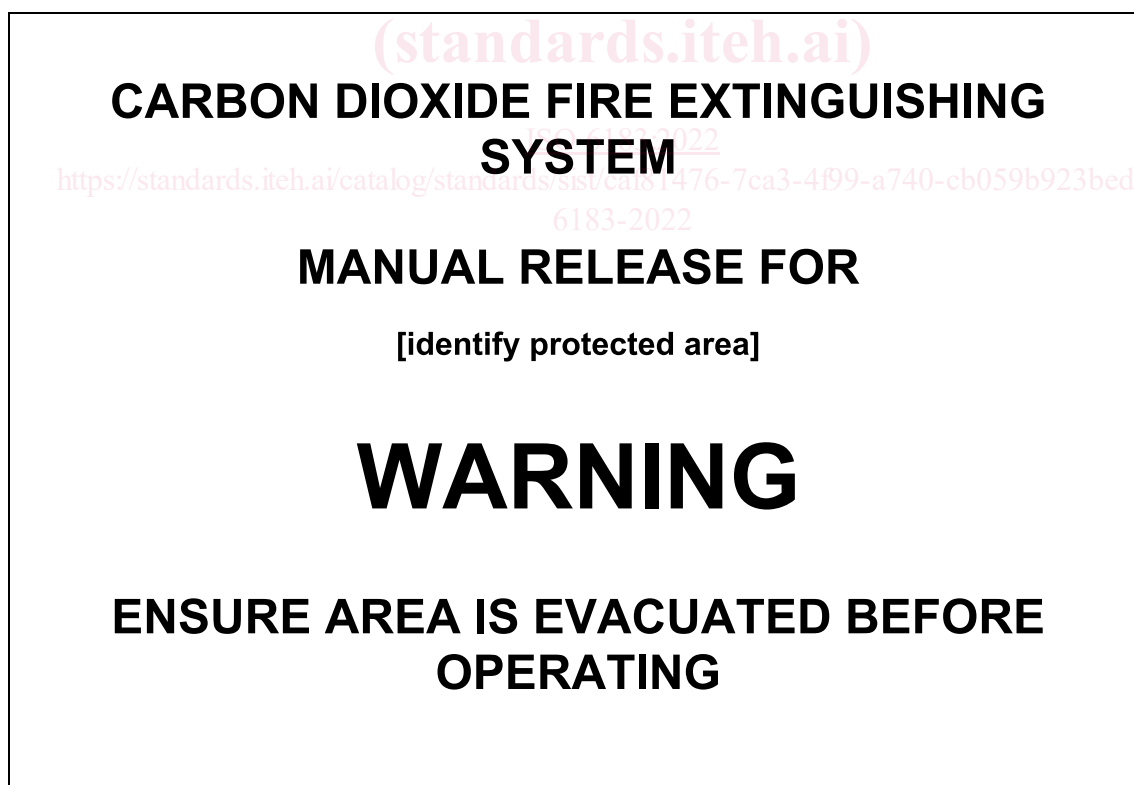 (standards.iteh.ai)
CARBON DIOXIDE FIRE EXTINGUISHING
ISO 6183:2022
SYSTEM
https://standards.iteh.ai/catalog/standards/sist/caf81476-7ca3-4f99-a740-cb059b923bed
6183-2022
MANUAL RELEASE FOR
[identify protected area]
WARNING
ENSURE AREA IS EVACUATED BEFORE
OPERATING